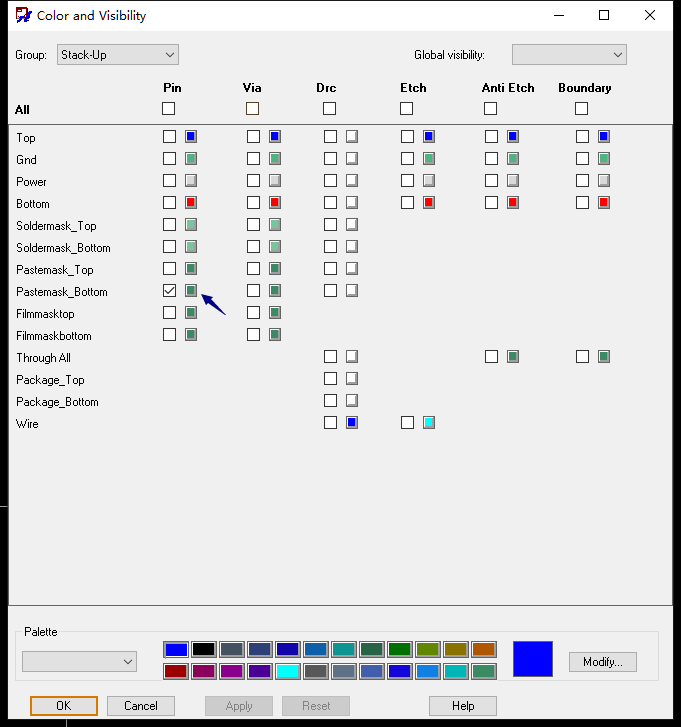 Color and Visibility
Group: Stack-Up Global visibility:
Pin Via Drc Etch Anti Etch Boundary
All
Top
Gnd
Power
Bottom
Soldermask_Top
Soldermask_Bottom
Pastemask_Top
Pastemask_Bottom
Filmmasktop
Filmmaskbottom
Through All
Package_Top
Package_Bottom
Wire
Palette
Modify...
OK Cancel Apply Reset Help